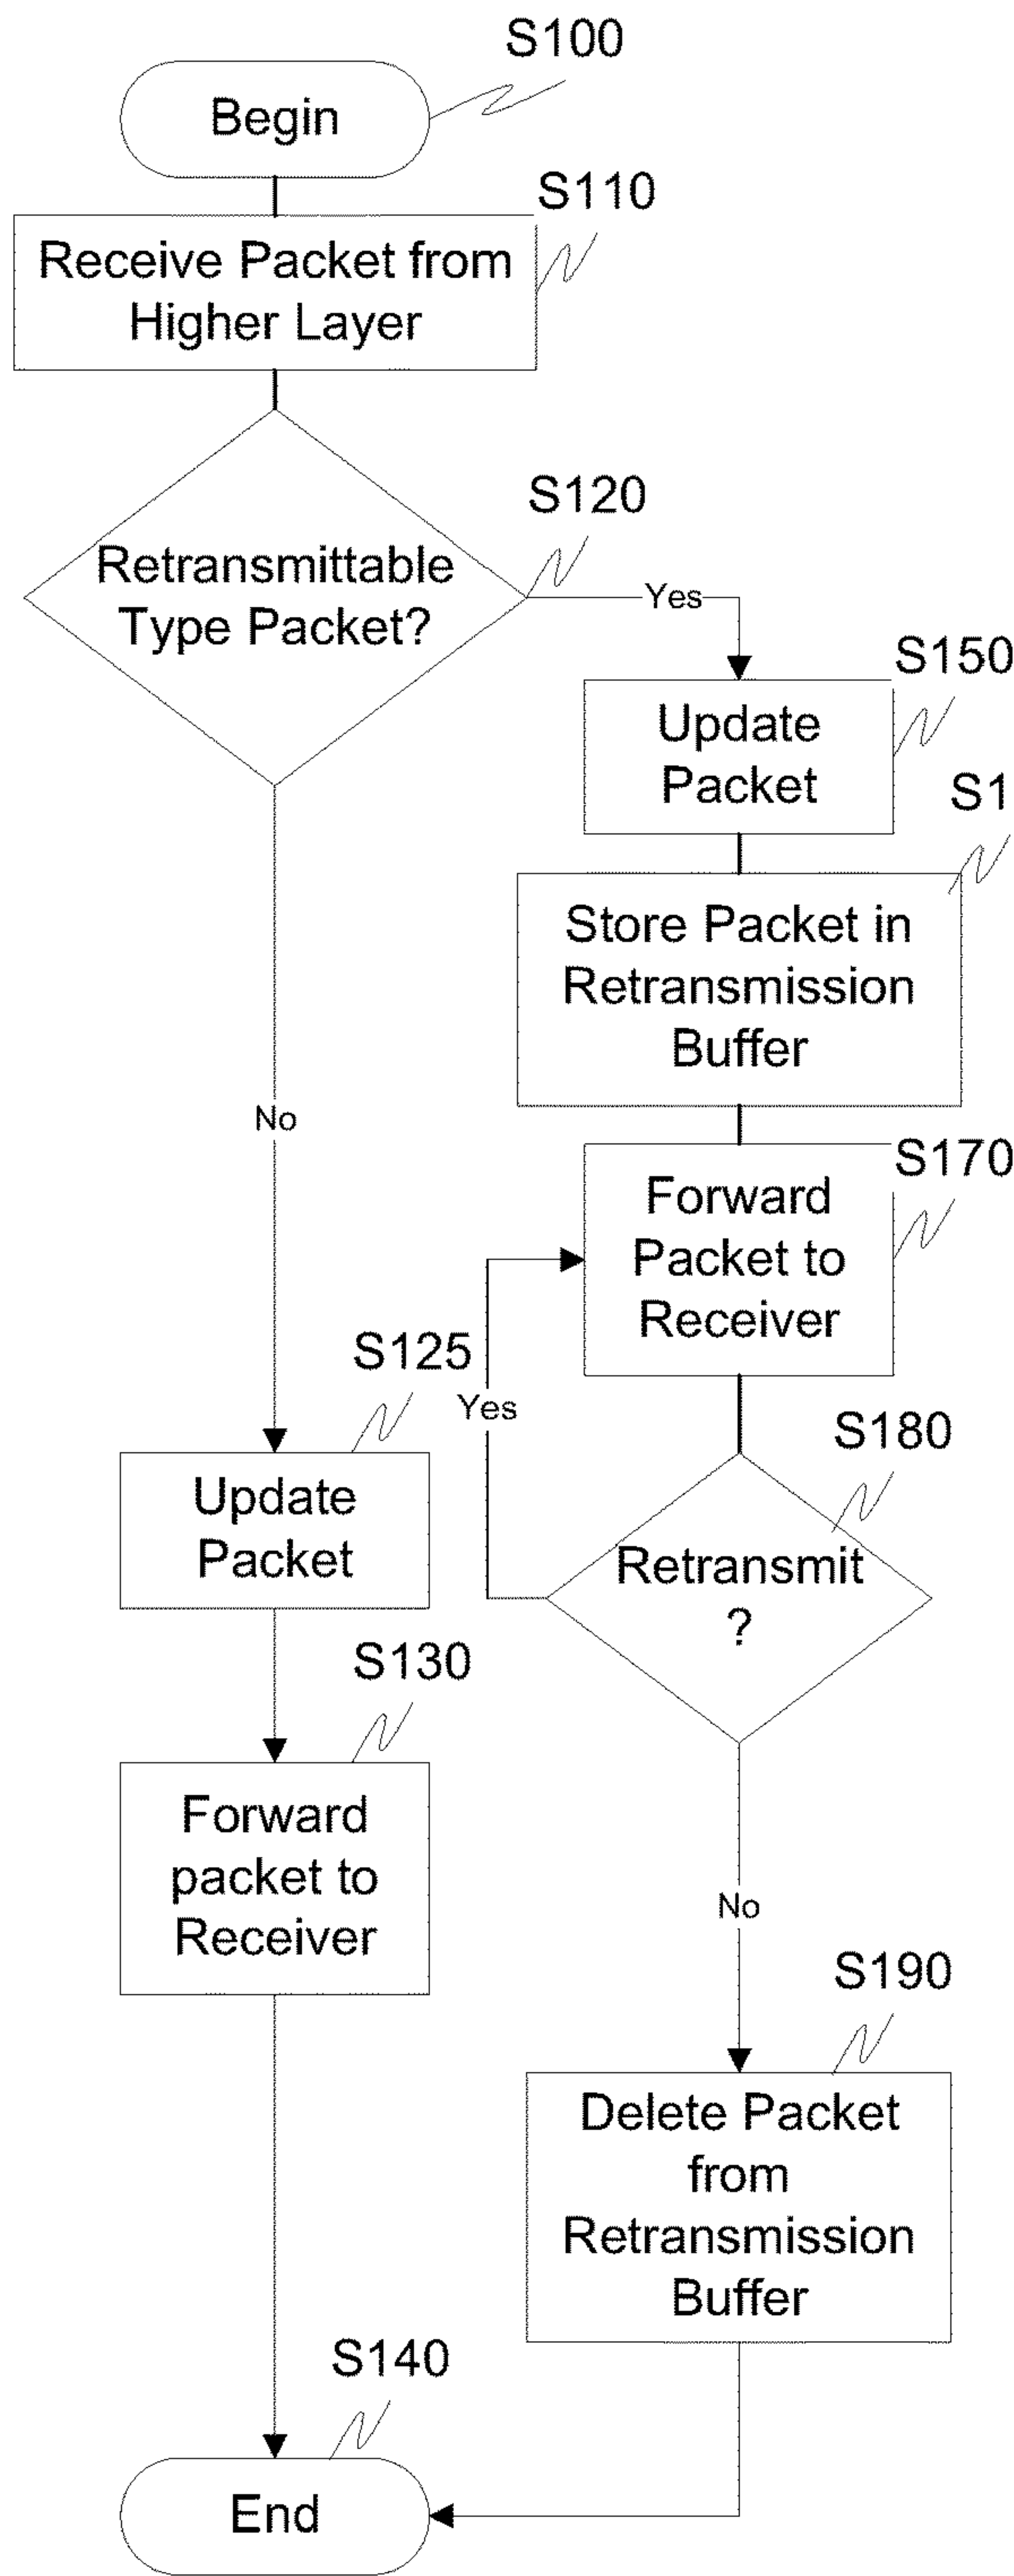 S100
Begin
S110
Receive Packet from
Higher Layer
S120
Retransmittable
Type Packet?
Yes
S150
Update
Packet
S1
Store Packet in
Retransmission
Buffer
No
S170
Forward
Packet to
Receiver
S125
Yes
Update
Packet
S180
Retransmit
?
S130
Forward
packet to
Receiver
No
S190
Delete Packet
from
Retransmission
Buffer
S140
End